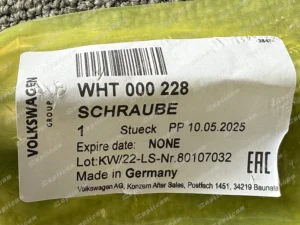 VOLKSWAGEN
GROUP
WHT 000 228
SCHRAUBE
1 Stueck PP 10.05.2025
Expire date: NONE
Lot:KW/22-LS-Nr.80107032
Made in Germany
EAC
Volkswagen AG, Konzern After Sales, Postfach 1451, 34219 Baunatal